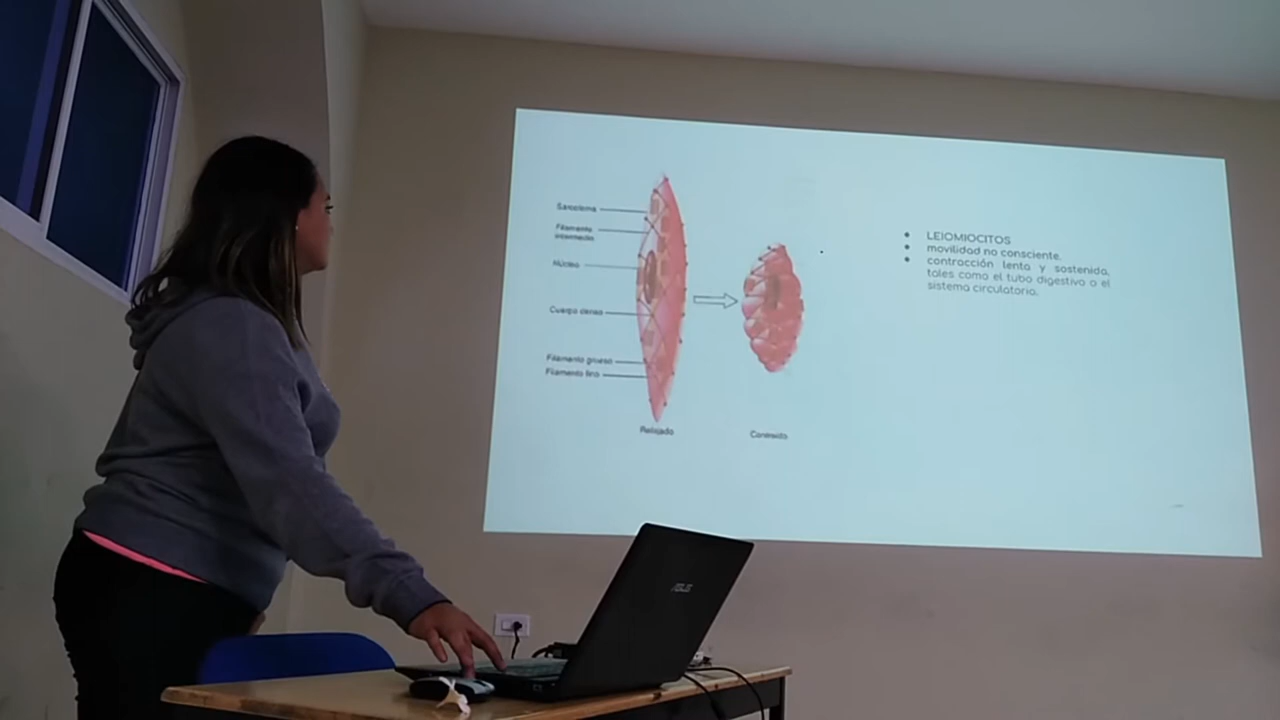 Sarcolema
Filamento
intermedio
Núcleo
Cuerpo denso
Filamento grueso
Filamento fino
Relajado
Contraído
• LEIOMIOCITOS
• movilidad no consciente.
• contracción lenta y sostenida,
tales como el tubo digestivo o el
sistema circulatorio.
ASUS